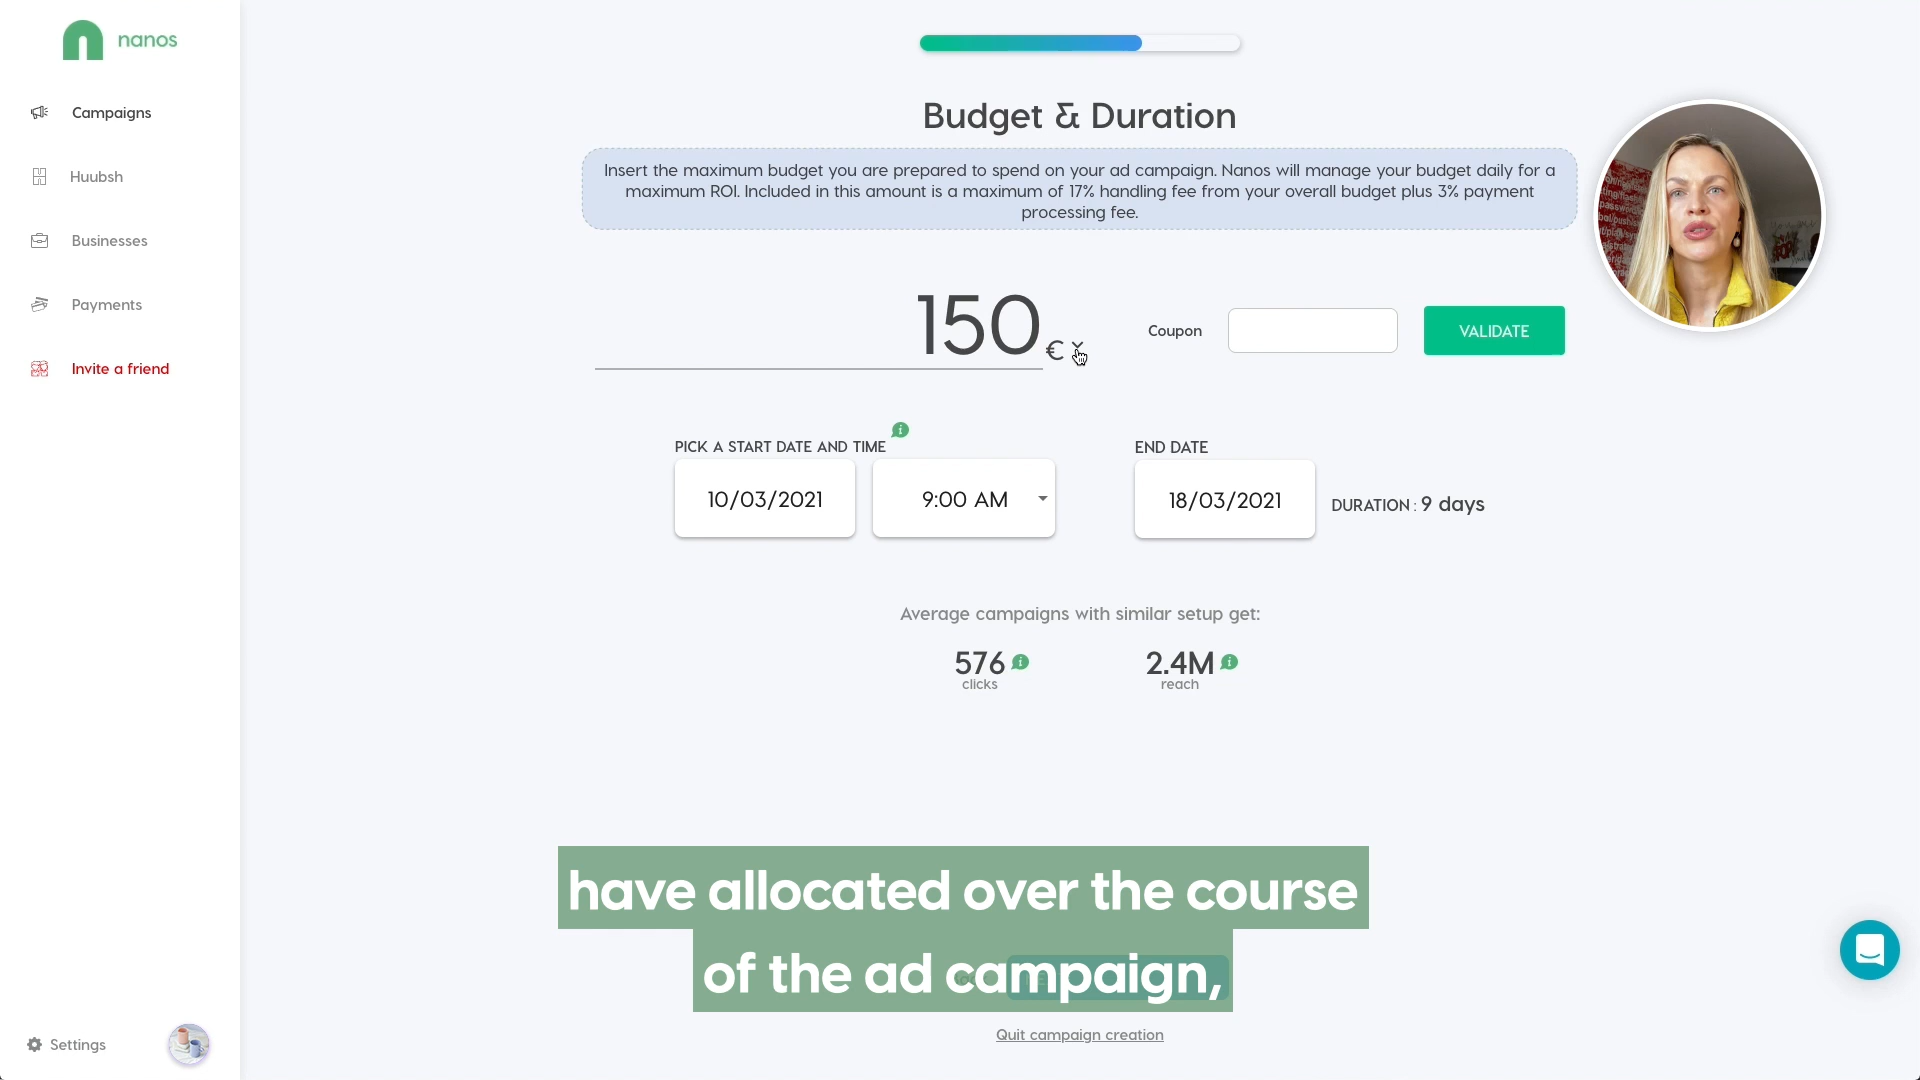 nanos
Campaigns
Huubsh
Businesses
Payments
Invite a friend
Settings
Budget & Duration
Insert the maximum budget you are prepared to spend on your ad campaign. Nanos will manage your budget daily for a
maximum ROI. Included in this amount is a maximum of 17% handling fee from your overall budget plus 3% payment
processing fee.
150 €
Coupon
VALIDATE
PICK A START DATE AND TIME
10/03/2021
9:00 AM
END DATE
18/03/2021
DURATION : 9 days
Average campaigns with similar setup get:
576
clicks
2.4M
reach
have allocated over the course
of the ad campaign,
Quit campaign creation